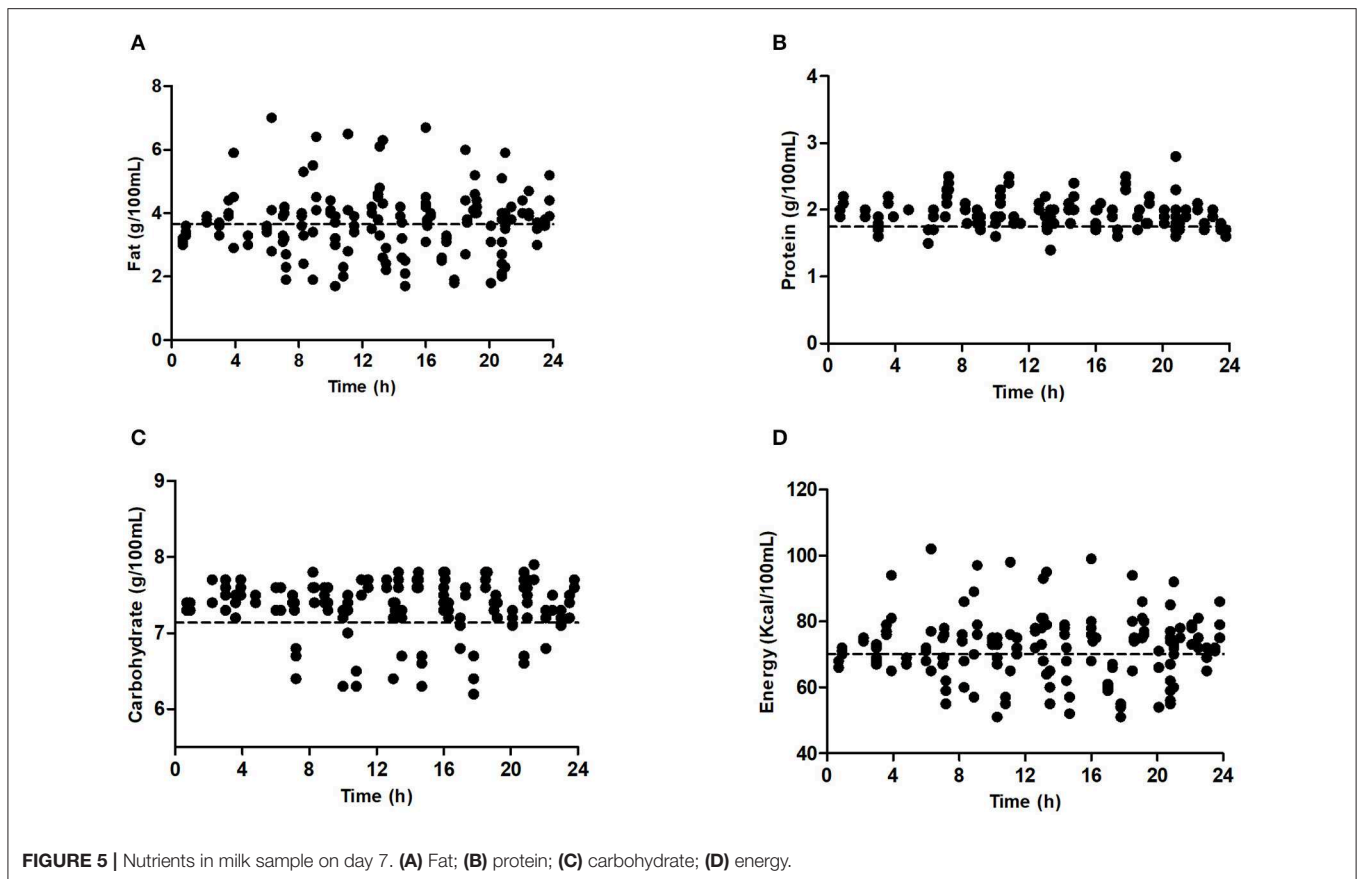 A
8
6
4
2
0
Fat (g/100mL)
0 4 8 12 16 20 24
Time (h)
B
4
3
2
1
0
Protein (g/100mL)
0 4 8 12 16 20 24
Time (h)
C
9
8
7
6
Carbohydrate (g/100mL)
0 4 8 12 16 20 24
Time (h)
D
120
100
80
60
40
Energy (Kcal/100mL)
0 4 8 12 16 20 24
Time (h)
FIGURE 5 | Nutrients in milk sample on day 7. (A) Fat; (B) protein; (C) carbohydrate; (D) energy.